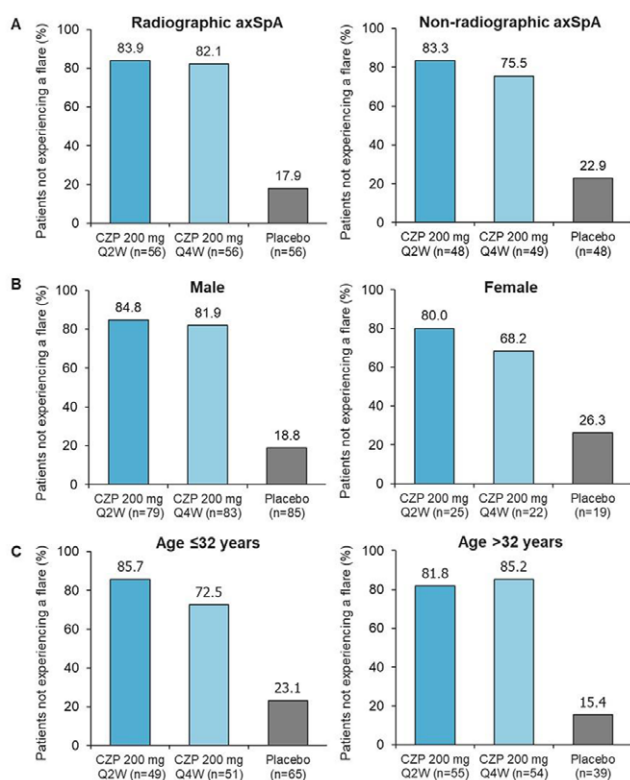 A
Radiographic axSpA
Patients not experiencing a flare (%)
100
80
60
40
20
0
83.9
82.1
17.9
CZP 200 mg
Q2W (n=56)
CZP 200 mg
Q4W (n=56)
Placebo
(n=56)
Non-radiographic axSpA
Patients not experiencing a flare (%)
100
80
60
40
20
0
83.3
75.5
22.9
CZP 200 mg
Q2W (n=48)
CZP 200 mg
Q4W (n=49)
Placebo
(n=48)
B
Male
Patients not experiencing a flare (%)
100
80
60
40
20
0
84.8
81.9
18.8
CZP 200 mg
Q2W (n=79)
CZP 200 mg
Q4W (n=83)
Placebo
(n=85)
Female
Patients not experiencing a flare (%)
100
80
60
40
20
0
80.0
68.2
26.3
CZP 200 mg
Q2W (n=25)
CZP 200 mg
Q4W (n=22)
Placebo
(n=19)
C
Age ≤32 years
Patients not experiencing a flare (%)
100
80
60
40
20
0
85.7
72.5
23.1
CZP 200 mg
Q2W (n=49)
CZP 200 mg
Q4W (n=51)
Placebo
(n=65)
Age >32 years
Patients not experiencing a flare (%)
100
80
60
40
20
0
81.8
85.2
15.4
CZP 200 mg
Q2W (n=55)
CZP 200 mg
Q4W (n=54)
Placebo
(n=39)